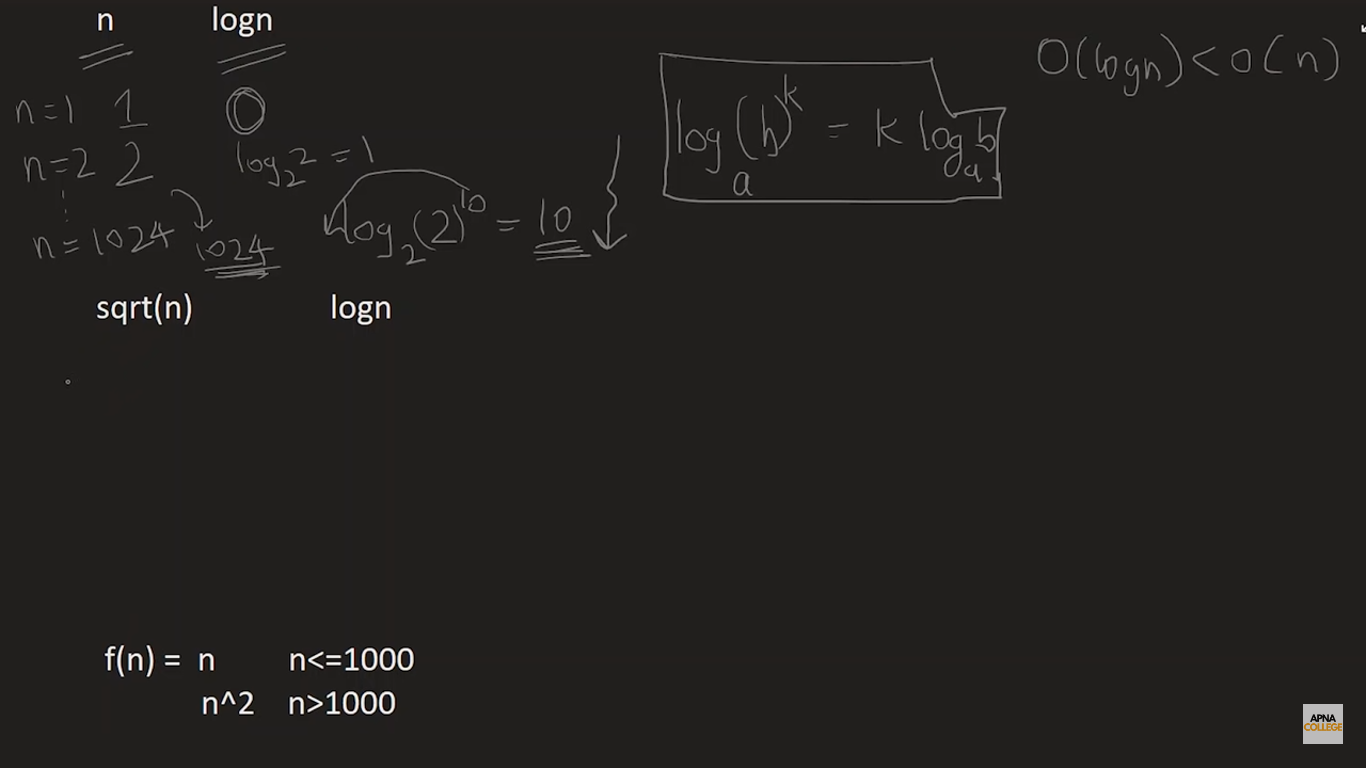 n logn
O(logn) < O(n)
n=1 1 0
log_a (b)^k = k log_a b
n=2 2 log_2 2 = 1
n=1024 1024 log_2 (2)^10 = 10
sqrt(n) logn
f(n) = n n<=1000
n^2 n>1000
APNA
COLLEGE